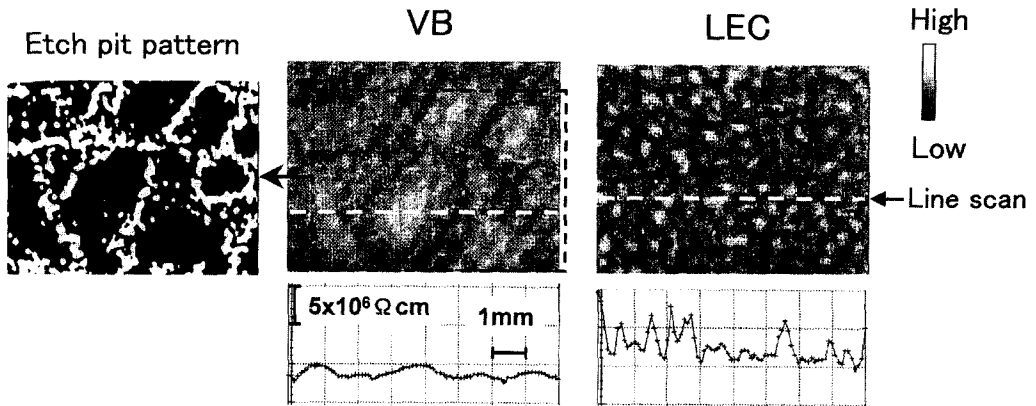 VB
LEC
High
Etch pit pattern
Low
Line scan
5x10⁶ Ω cm
1mm